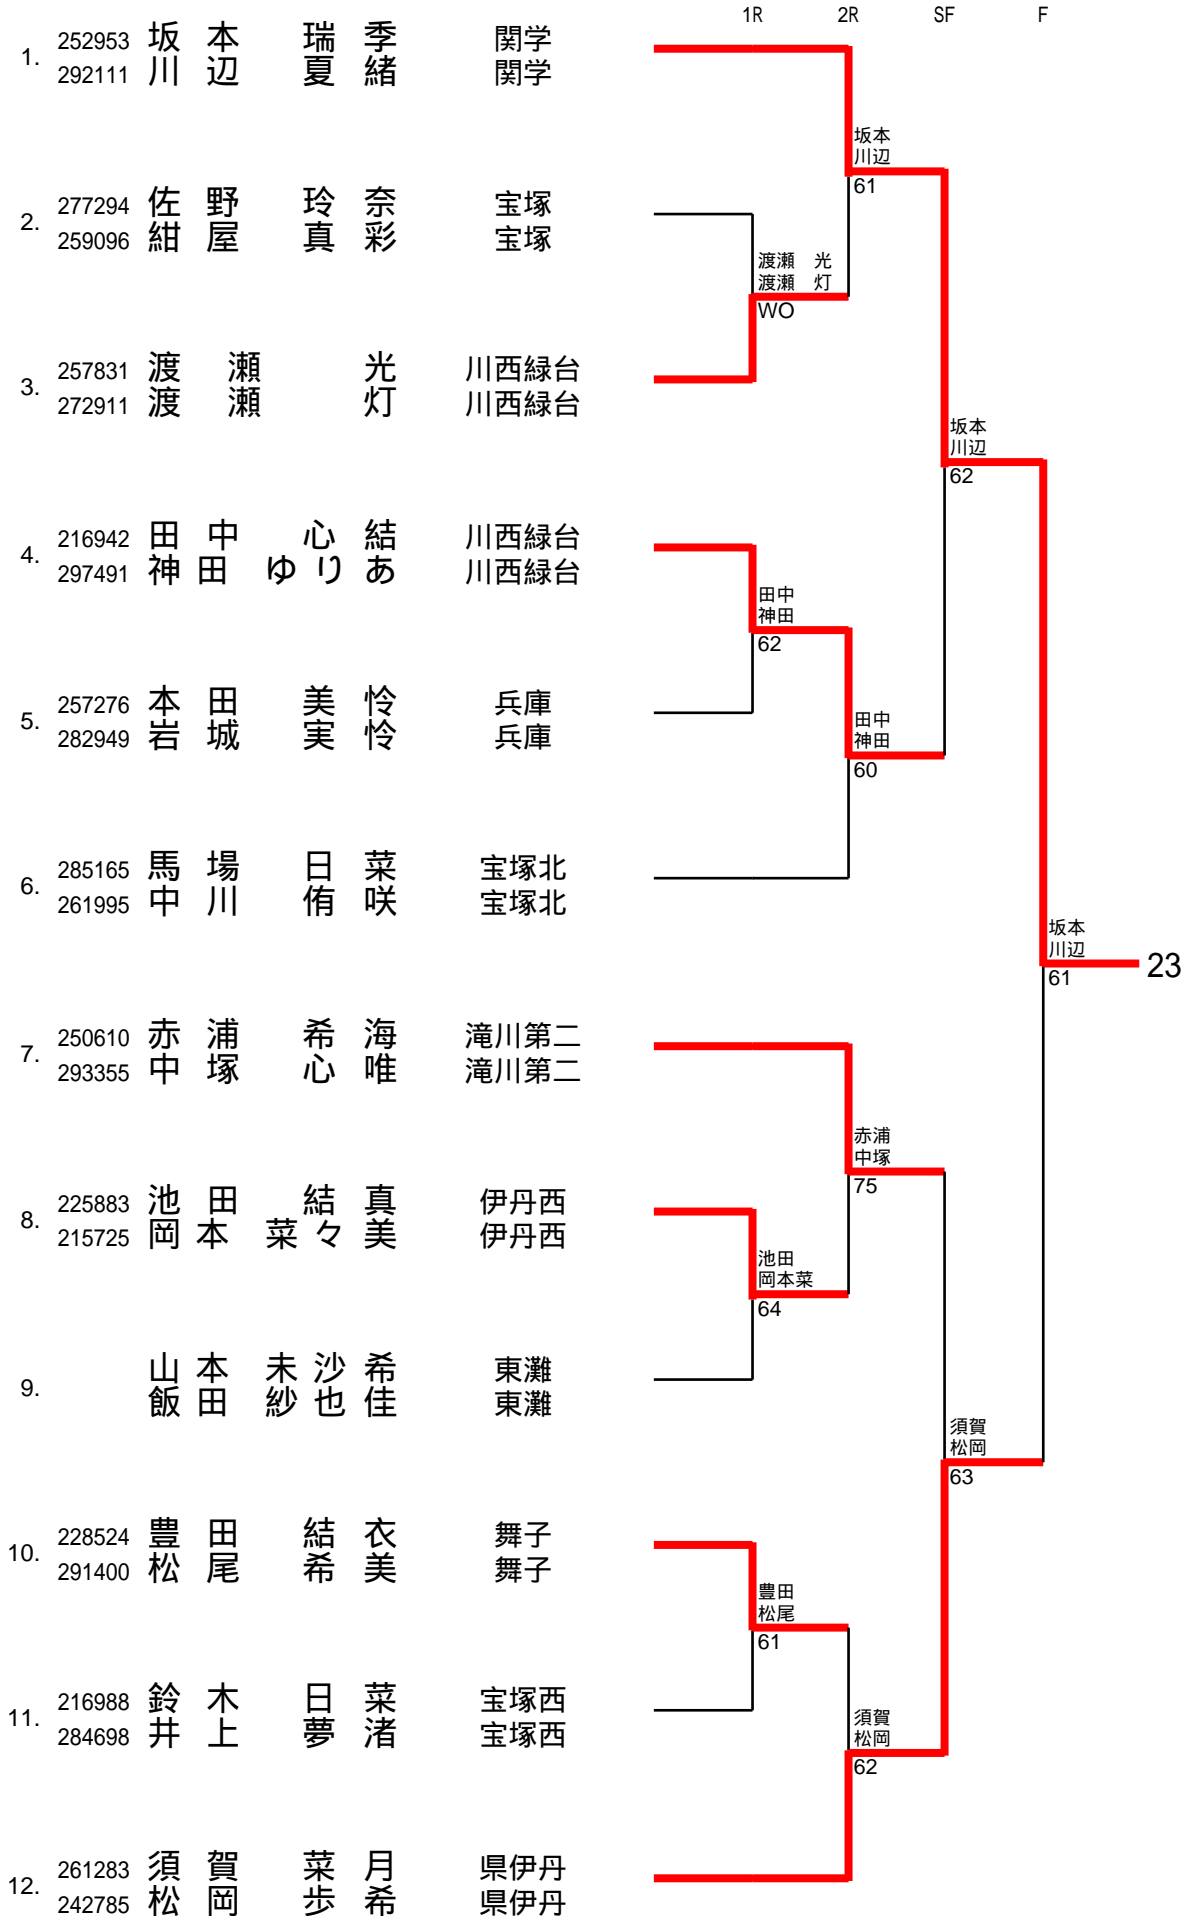 1R 2R SF F
1. 252953 坂本 瑞季 関学
292111 川辺 夏緒 関学
坂本
川辺
61
2. 277294 佐野 玲奈 宝塚
259096 紺屋 真彩 宝塚
渡瀬 光
渡瀬 灯
WO
3. 257831 渡瀬 光 川西緑台
272911 渡瀬 灯 川西緑台
坂本
川辺
62
4. 216942 田中 心結 川西緑台
297491 神田 ゆりあ 川西緑台
田中
神田
62
5. 257276 本田 美怜 兵庫
282949 岩城 実怜 兵庫
田中
神田
60
6. 285165 馬場 日菜 宝塚北
261995 中川 侑咲 宝塚北
坂本
川辺
61
23
7. 250610 赤浦 希海 滝川第二
293355 中塚 心唯 滝川第二
赤浦
中塚
75
8. 225883 池田 結真 伊丹西
215725 岡本 菜々美 伊丹西
池田
岡本菜
64
9. 山本 未沙希 東灘
飯田 紗也佳 東灘
須賀
松岡
63
10. 228524 豊田 結衣 舞子
291400 松尾 希美 舞子
豊田
松尾
61
11. 216988 鈴木 日菜 宝塚西
284698 井上 夢渚 宝塚西
須賀
松岡
62
12. 261283 須賀 菜月 県伊丹
242785 松岡 歩希 県伊丹